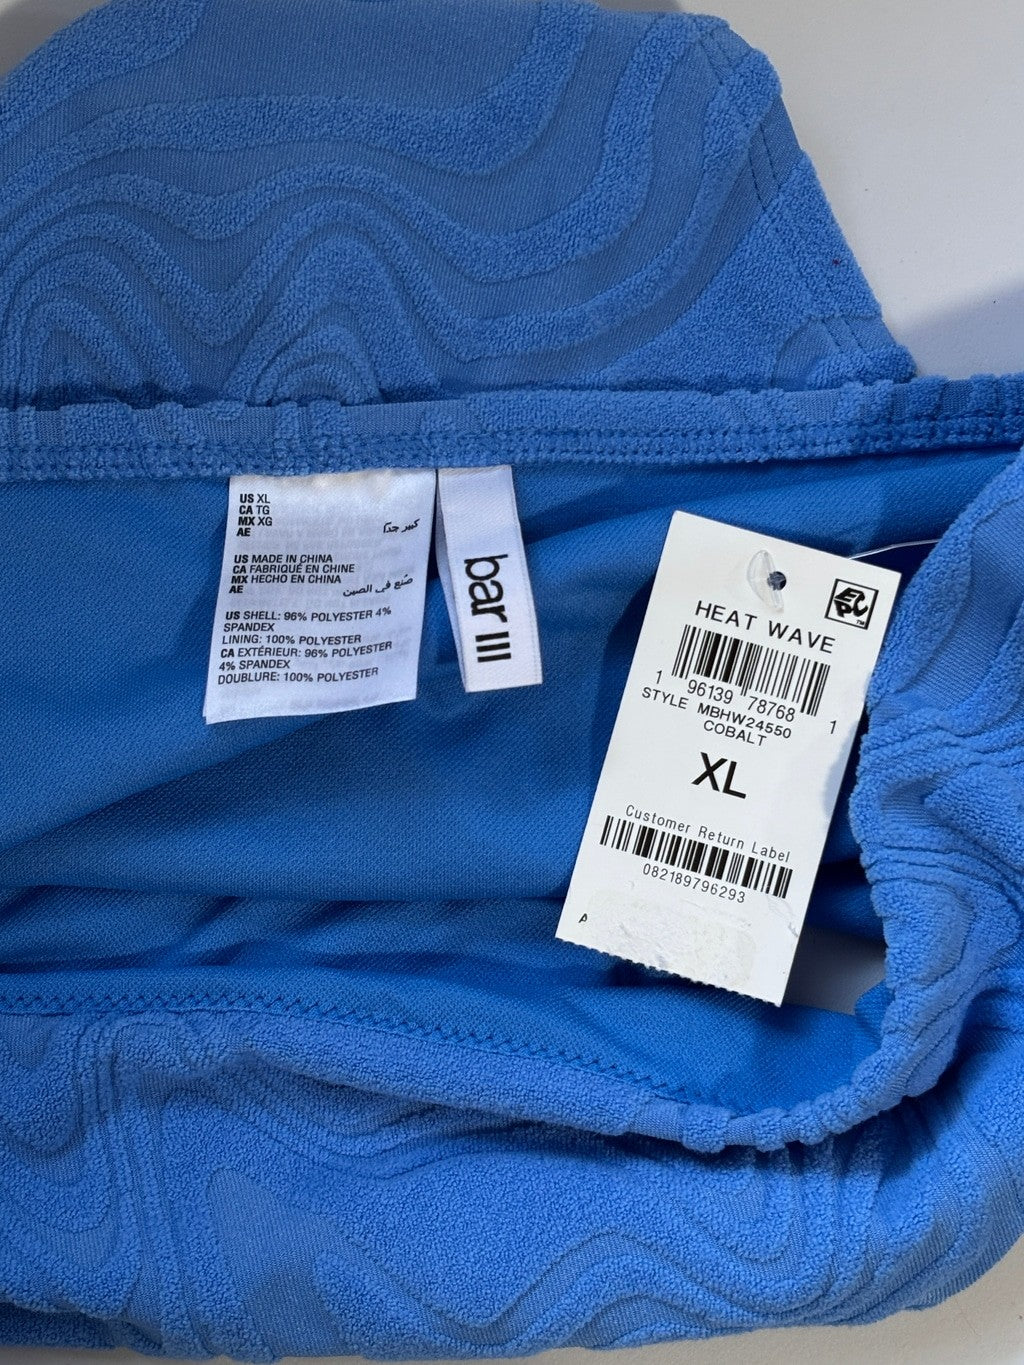 US XL
CA TG
MX XG
AE كبير جدًا
US MADE IN CHINA
CA FABRIQUÉ EN CHINE
MX HECHO EN CHINA
AE صُنع في الصين
US SHELL: 96% POLYESTER 4%
SPANDEX
LINING: 100% POLYESTER
CA EXTÉRIEUR: 96% POLYESTER
4% SPANDEX
DOUBLURE: 100% POLYESTER
bar III
EPC™
HEAT WAVE
1 96139 78768 1
STYLE MBHW24550
COBALT
XL
Customer Return Label
082189796293
A